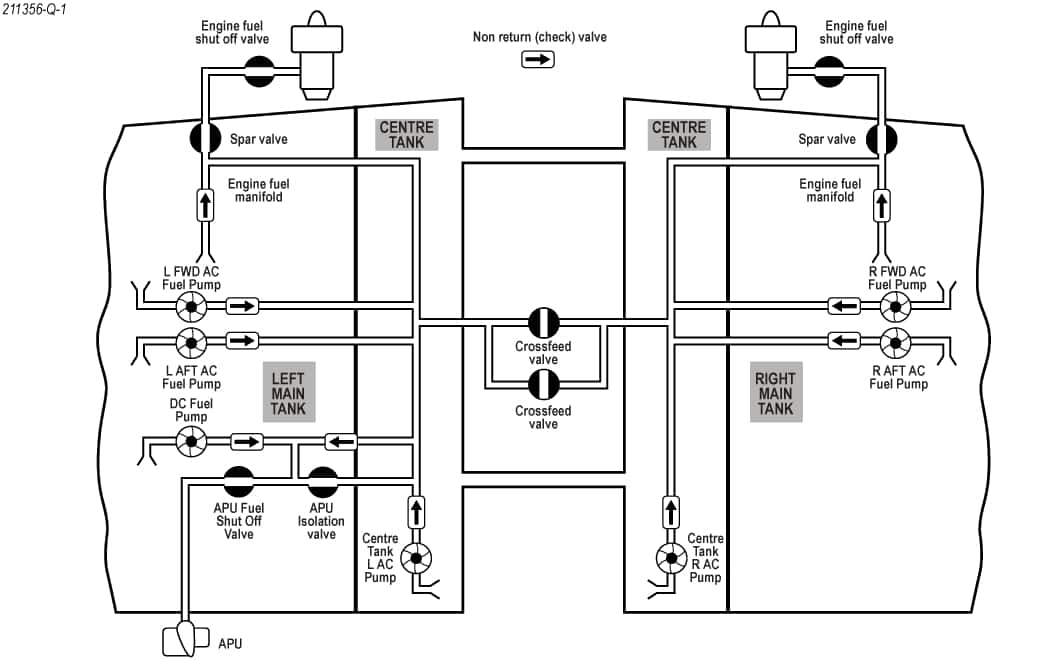 211356-Q-1
Engine fuel
shut off valve
Non return (check) valve
Engine fuel
shut off valve
CENTRE
TANK
CENTRE
TANK
Spar valve
Spar valve
Engine fuel
manifold
Engine fuel
manifold
L FWD AC
Fuel Pump
R FWD AC
Fuel Pump
Crossfeed
valve
L AFT AC
Fuel Pump
R AFT AC
Fuel Pump
LEFT
MAIN
TANK
RIGHT
MAIN
TANK
DC Fuel
Pump
Crossfeed
valve
APU Fuel
Shut Off
Valve
APU
Isolation
valve
Centre
Tank
L AC
Pump
Centre
Tank
R AC
Pump
APU